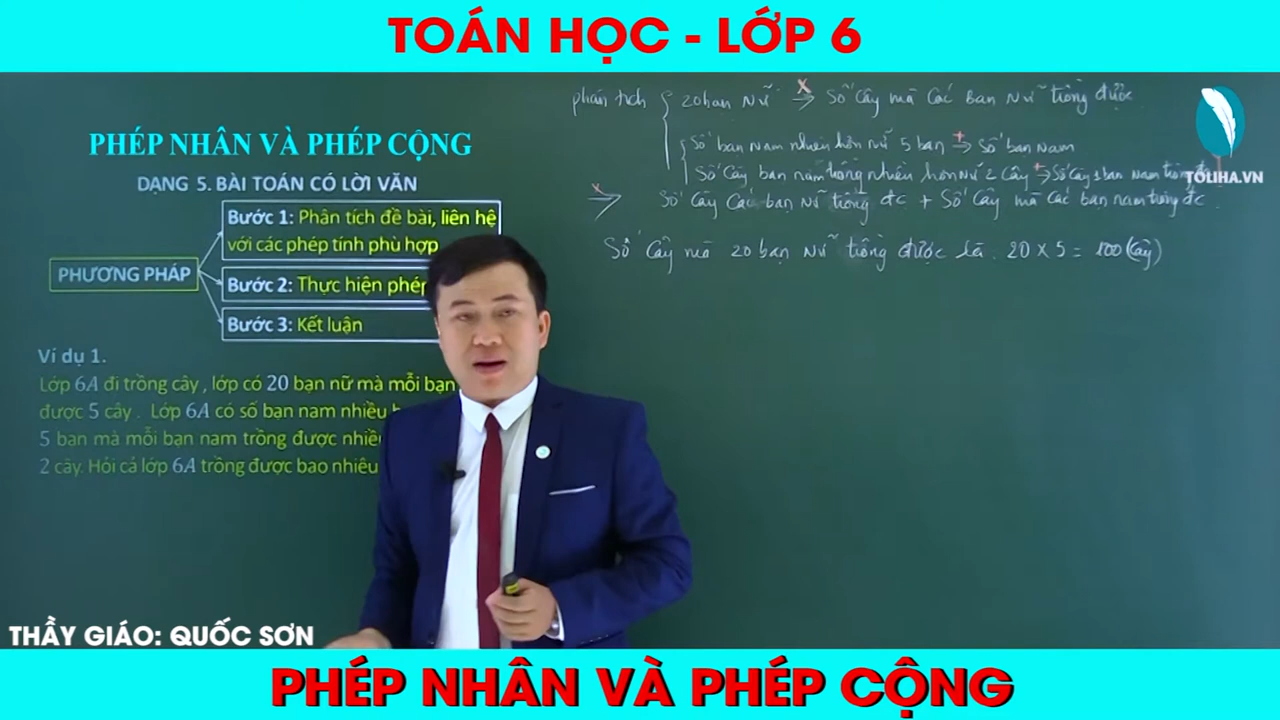 TOÁN HỌC - LỚP 6
PHÉP NHÂN VÀ PHÉP CỘNG
DẠNG 5. BÀI TOÁN CÓ LỜI VĂN
PHƯƠNG PHÁP
Bước 1: Phân tích đề bài, liên hệ
với các phép tính phù hợp
Bước 2: Thực hiện phép
Bước 3: Kết luận
Ví dụ 1.
Lớp 6A đi trồng cây , lớp có 20 bạn nữ mà mỗi bạn
được 5 cây . Lớp 6A có số bạn nam nhiều
5 bạn mà mỗi bạn nam trồng được nhiều
2 cây. Hỏi cả lớp 6A trồng được bao nhiêu
phân tích { 20 bạn Nữ x ⇒ Số Cây mà Các bạn Nữ trồng được
Số bạn Nam nhiều hơn nữ 5 bạn + ⇒ Số bạn Nam
Số Cây bạn nam trồng nhiều hơn Nữ 2 Cây + ⇒ Số Cây 1 bạn Nam trồng
x ⇒ Số Cây Các bạn Nữ trồng đc + Số Cây mà Các bạn nam trồng đc.
Số Cây mà 20 bạn Nữ trồng được là. 20 x 5 = 100 (cây)
TOLIHA.VN
THẦY GIÁO: QUỐC SƠN
PHÉP NHÂN VÀ PHÉP CỘNG